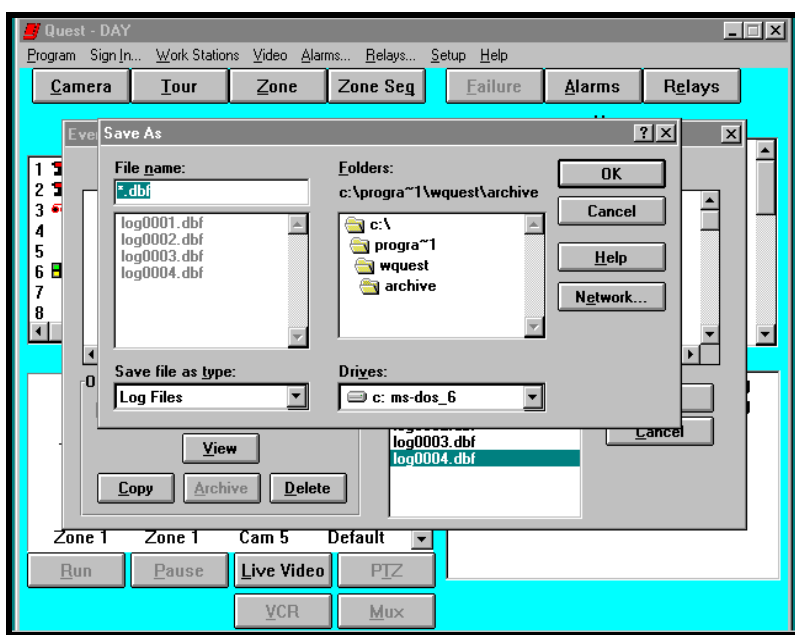 Quest - DAY
Program Sign In... Work Stations Video Alarms... Relays... Setup Help
Camera Tour Zone Zone Seq Failure Alarms Relays
Save As
File name:
*.dbf
log0001.dbf
log0002.dbf
log0003.dbf
log0004.dbf
Save file as type:
Log Files
Folders:
c:\progra~1\wquest\archive
c:\
progra~1
wquest
archive
Drives:
c: ms-dos_6
OK
Cancel
Help
Network...
1
2
3
4
5
6
7
8
View
Copy Archive Delete
log0003.dbf
log0004.dbf
Cancel
Zone 1 Zone 1 Cam 5 Default
Run Pause Live Video PTZ
VCR Mux